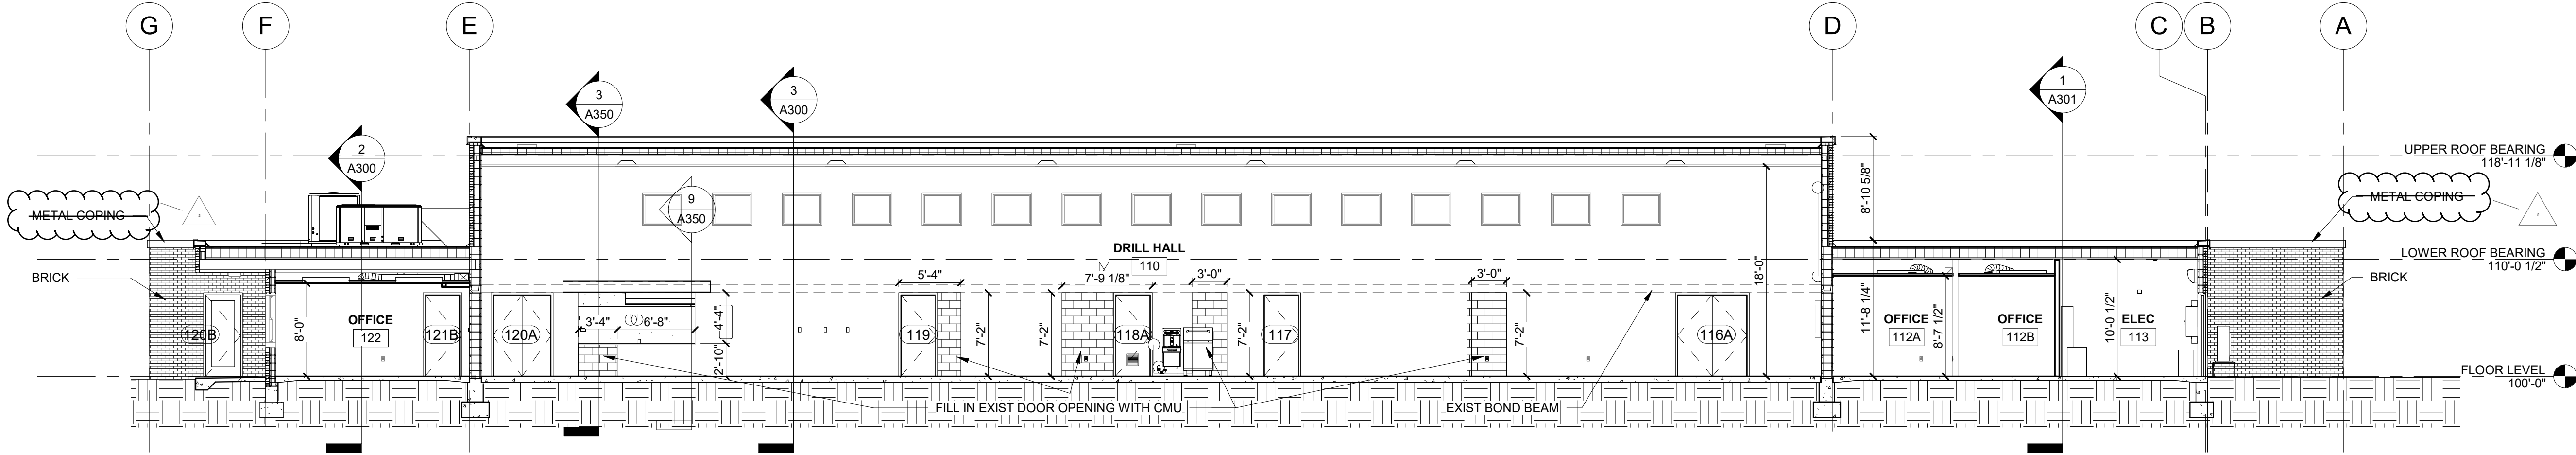 G
F
E
D
C
B
A
3
A350
3
A300
1
A301
2
A300
9
A350
UPPER ROOF BEARING
118'-11 1/8"
METAL COPING
METAL COPING
8'-10 5/8"
DRILL HALL
110
LOWER ROOF BEARING
110'-0 1/2"
BRICK
BRICK
5'-4"
7'-9 1/8"
3'-0"
3'-0"
18'-0"
OFFICE
122
8'-0"
120B
121B
120A
3'-4"
6'-8"
4'-4"
2'-10"
119
7'-2"
7'-2"
118A
7'-2"
117
7'-2"
116A
11'-8 1/4"
OFFICE
112A
8'-7 1/2"
OFFICE
112B
10'-0 1/2"
ELEC
113
FLOOR LEVEL
100'-0"
FILL IN EXIST DOOR OPENING WITH CMU
EXIST BOND BEAM